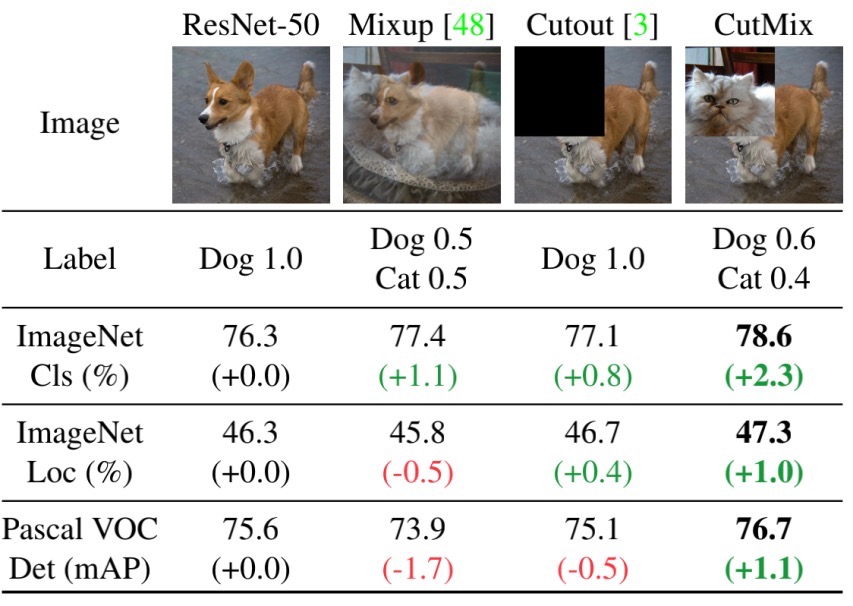 ResNet-50 Mixup [48] Cutout [3] CutMix
Image
Label Dog 1.0 Dog 0.5 Cat 0.5 Dog 1.0 Dog 0.6 Cat 0.4
ImageNet 76.3 77.4 77.1 78.6
Cls (%) (+0.0) (+1.1) (+0.8) (+2.3)
ImageNet 46.3 45.8 46.7 47.3
Loc (%) (+0.0) (-0.5) (+0.4) (+1.0)
Pascal VOC 75.6 73.9 75.1 76.7
Det (mAP) (+0.0) (-1.7) (-0.5) (+1.1)